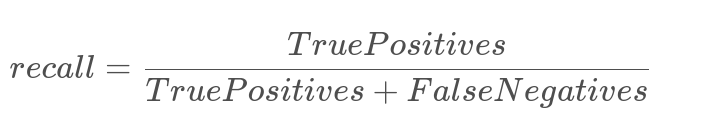 recall = TruePositives / TruePositives + FalseNegatives